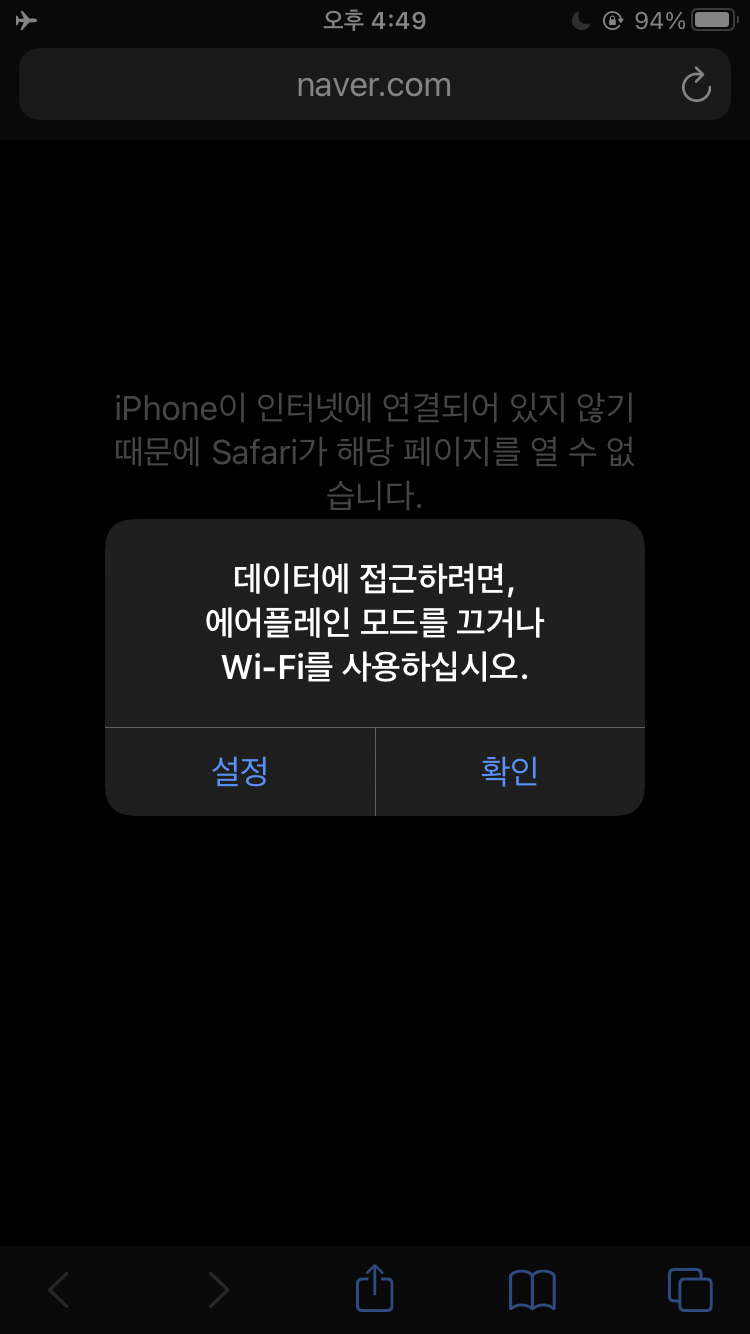 오후 4:49
94%
naver.com
iPhone이 인터넷에 연결되어 있지 않기
때문에 Safari가 해당 페이지를 열 수 없
습니다.
데이터에 접근하려면,
에어플레인 모드를 끄거나
Wi-Fi를 사용하십시오.
설정
확인